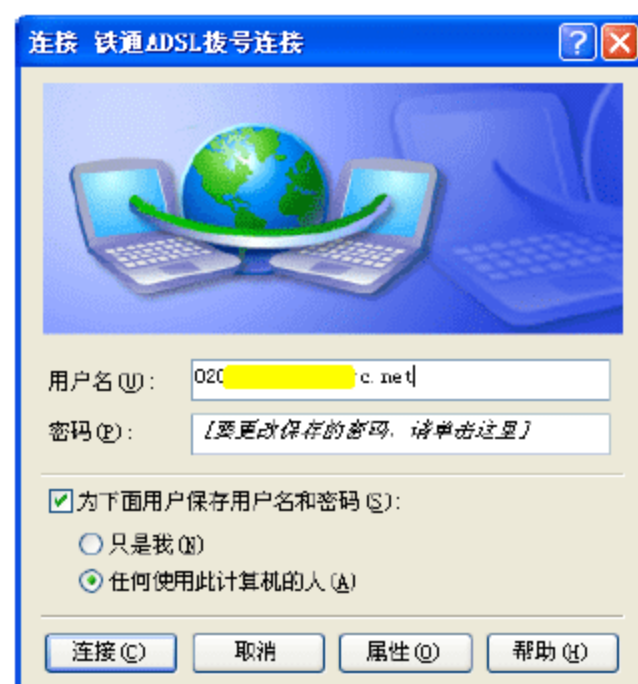 连接 铁通ADSL拨号连接
用户名(U): 020 c.net
密码(P): [要更改保存的密码，请单击这里]
为下面用户保存用户名和密码(S):
只是我(N)
任何使用此计算机的人(A)
连接(C) 取消 属性(O) 帮助(H)